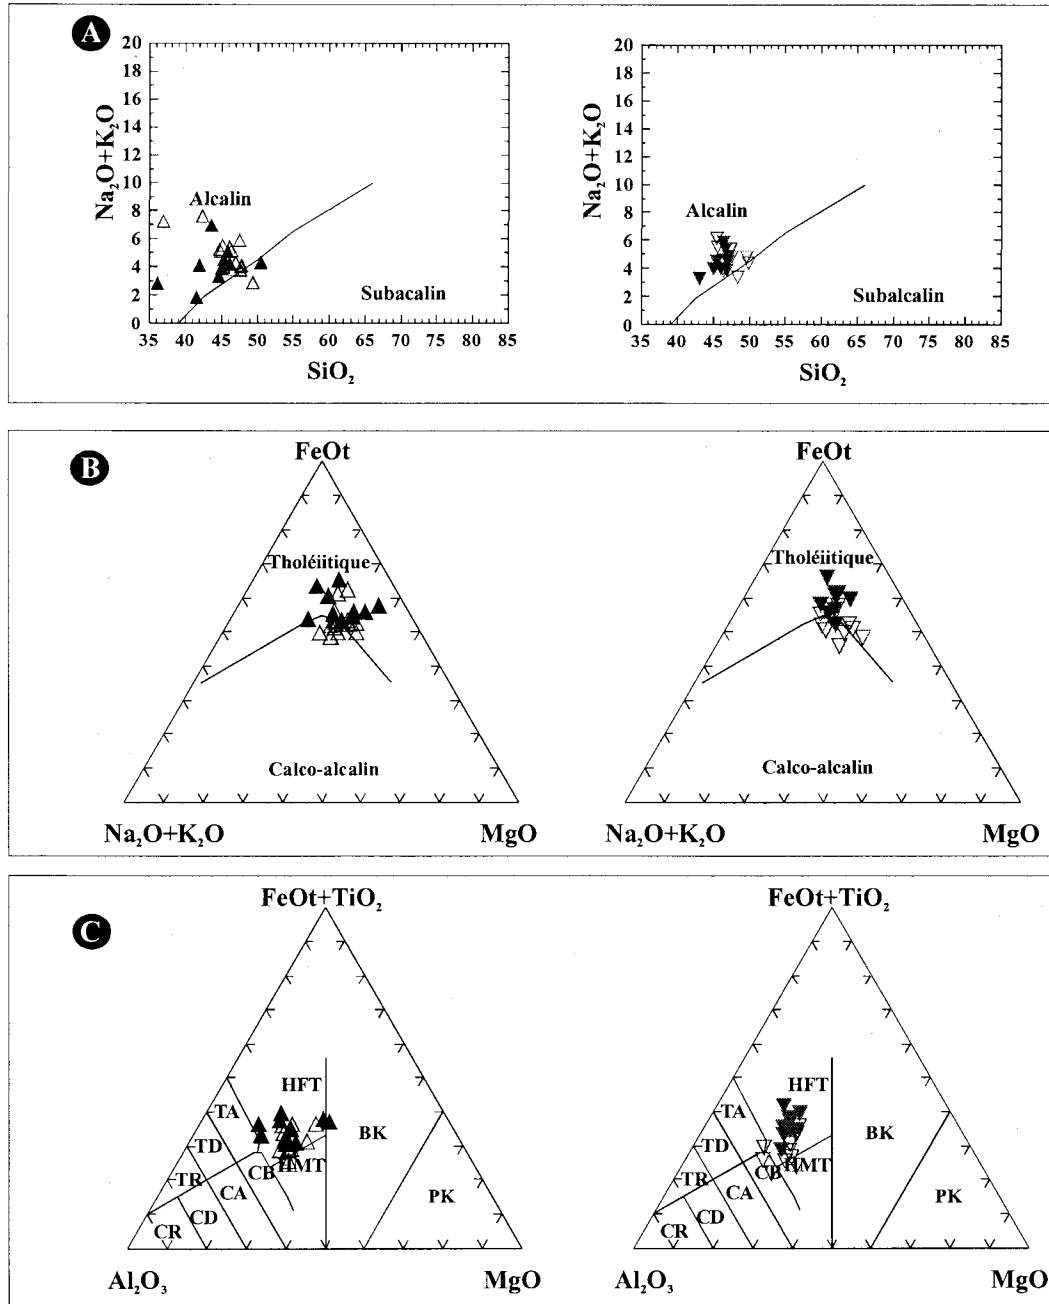 A
20
18
16
14
12
10
8
6
4
2
0
Na₂O+K₂O
Alcalin
Subacalin
35 40 45 50 55 60 65 70 75 80 85
SiO₂
20
18
16
14
12
10
8
6
4
2
0
Na₂O+K₂O
Alcalin
Subalcalin
35 40 45 50 55 60 65 70 75 80 85
SiO₂
B
FeOt
Tholéiitique
Calco-alcalin
Na₂O+K₂O MgO
FeOt
Tholéiitique
Calco-alcalin
Na₂O+K₂O MgO
C
FeOt+TiO₂
HFT
TA
BK
TD
HMT
CB
TR
CA
PK
CD
CR
Al₂O₃ MgO
FeOt+TiO₂
HFT
TA
BK
TD
HMT
CB
TR
CA
PK
CD
CR
Al₂O₃ MgO